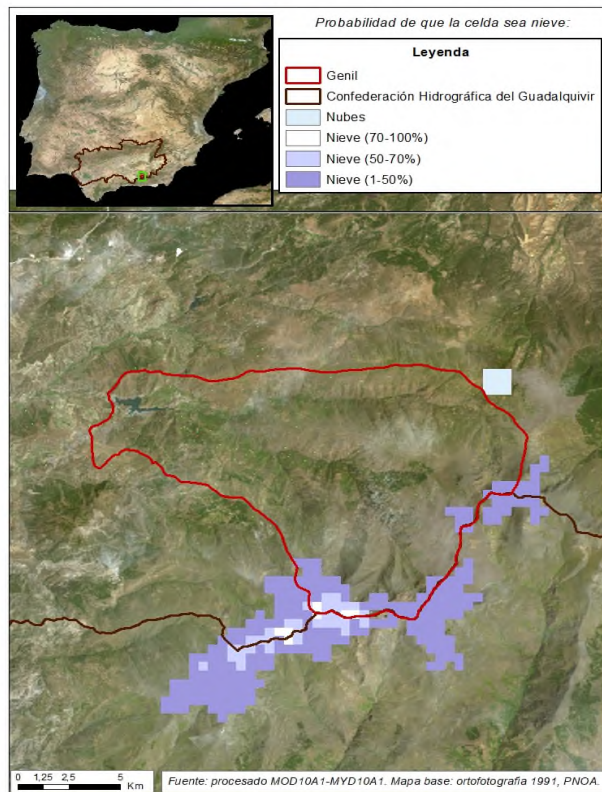 Probabilidad de que la celda sea nieve:
Leyenda
Genil
Confederación Hidrográfica del Guadalquivir
Nubes
Nieve (70-100%)
Nieve (50-70%)
Nieve (1-50%)
0 1,25 2,5 5
Km
Fuente: procesado MOD10A1-MYD10A1. Mapa base: ortofotografía 1991, PNOA.